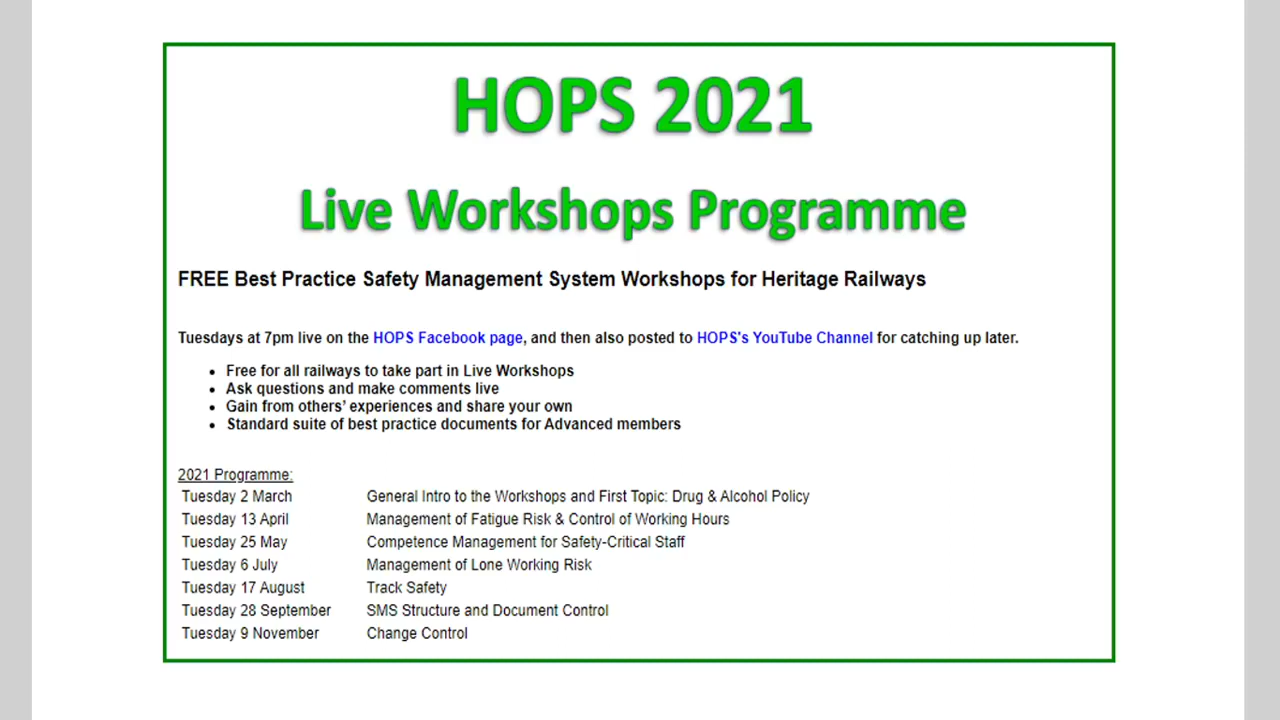 HOPS 2021
Live Workshops Programme
FREE Best Practice Safety Management System Workshops for Heritage Railways
Tuesdays at 7pm live on the HOPS Facebook page, and then also posted to HOPS's YouTube Channel for catching up later.
• Free for all railways to take part in Live Workshops
• Ask questions and make comments live
• Gain from others’ experiences and share your own
• Standard suite of best practice documents for Advanced members
2021 Programme:
Tuesday 2 March General Intro to the Workshops and First Topic: Drug & Alcohol Policy
Tuesday 13 April Management of Fatigue Risk & Control of Working Hours
Tuesday 25 May Competence Management for Safety-Critical Staff
Tuesday 6 July Management of Lone Working Risk
Tuesday 17 August Track Safety
Tuesday 28 September SMS Structure and Document Control
Tuesday 9 November Change Control